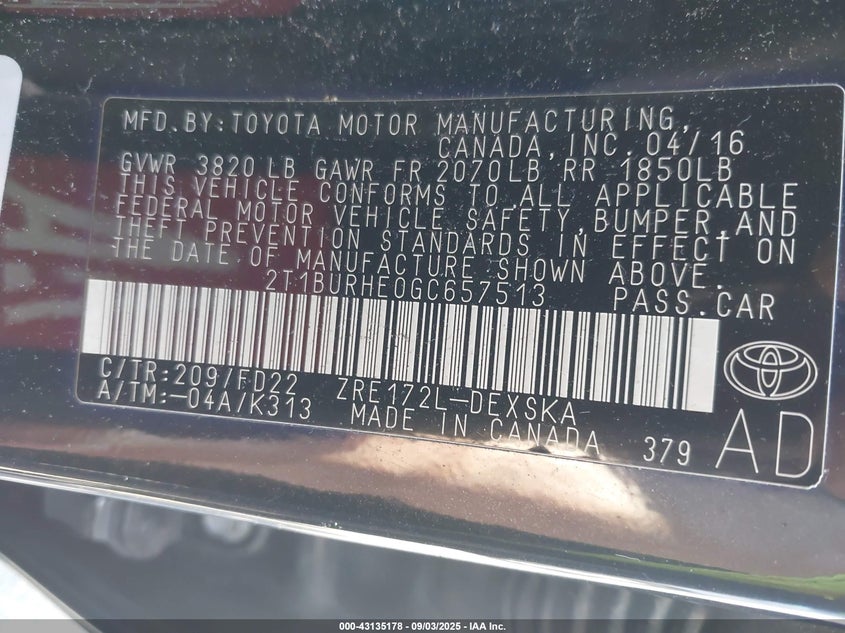 MFD.BY:TOYOTA MOTOR MANUFACTURING,
CANADA,INC.04/16
GVWR 3820 LB GAWR FR 2070LB RR 1850LB
THIS VEHICLE CONFORMS TO ALL APPLICABLE
FEDERAL MOTOR VEHICLE SAFETY,BUMPER,AND
THEFT PREVENTION STANDARDS IN EFFECT ON
THE DATE OF MANUFACTURE SHOWN ABOVE.
2T1BURHE0GC657513 PASS.CAR
C/TR:209/FD22 ZRE172L-DEXSKA
A/TM:-04A/K313 MADE IN CANADA 379
AD
000-43135178 - 09/03/2025 - IAA Inc.